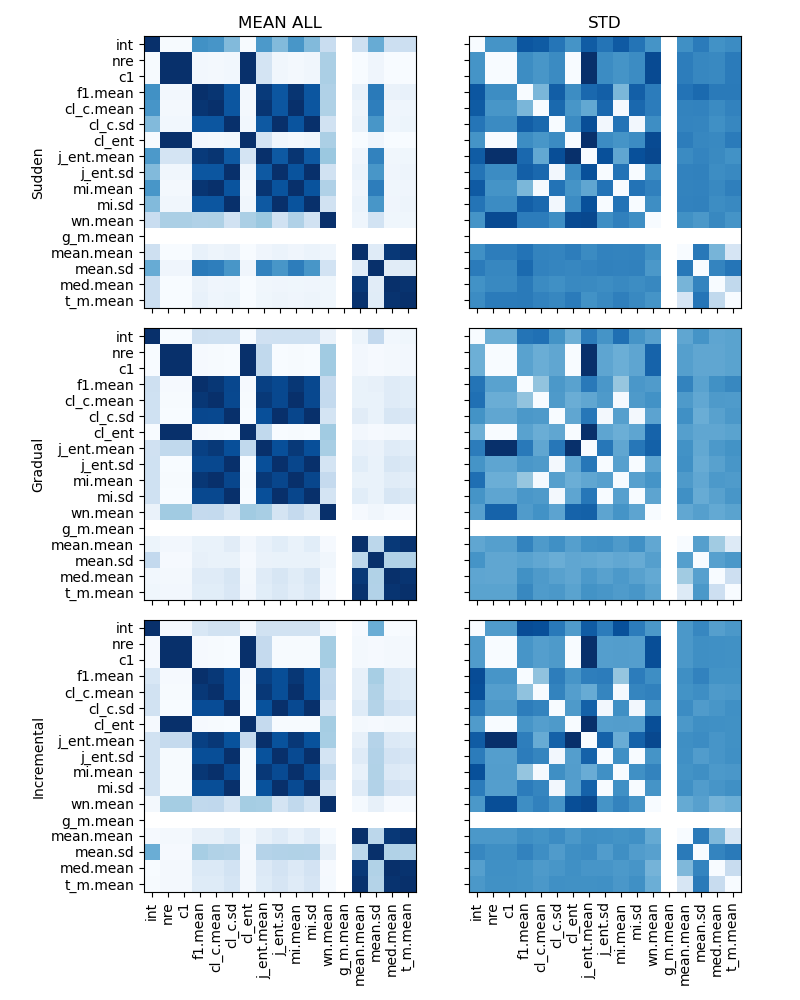 MEAN ALL
STD
Sudden
int
nre
c1
f1.mean
cl_c.mean
cl_c.sd
cl_ent
j_ent.mean
j_ent.sd
mi.mean
mi.sd
wn.mean
g_m.mean
mean.mean
mean.sd
med.mean
t_m.mean
Gradual
int
nre
c1
f1.mean
cl_c.mean
cl_c.sd
cl_ent
j_ent.mean
j_ent.sd
mi.mean
mi.sd
wn.mean
g_m.mean
mean.mean
mean.sd
med.mean
t_m.mean
Incremental
int
nre
c1
f1.mean
cl_c.mean
cl_c.sd
cl_ent
j_ent.mean
j_ent.sd
mi.mean
mi.sd
wn.mean
g_m.mean
mean.mean
mean.sd
med.mean
t_m.mean
int
nre
c1
f1.mean
cl_c.mean
cl_c.sd
cl_ent
j_ent.mean
j_ent.sd
mi.mean
mi.sd
wn.mean
g_m.mean
mean.mean
mean.sd
med.mean
t_m.mean
int
nre
c1
f1.mean
cl_c.mean
cl_c.sd
cl_ent
j_ent.mean
j_ent.sd
mi.mean
mi.sd
wn.mean
g_m.mean
mean.mean
mean.sd
med.mean
t_m.mean